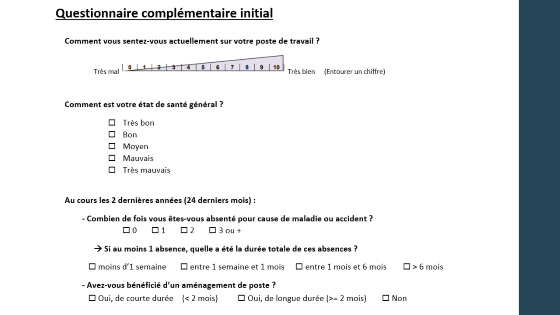 Questionnaire complémentaire initial
Comment vous sentez-vous actuellement sur votre poste de travail ?
Très mal 0 1 2 3 4 5 6 7 8 9 10 Très bien (Entourer un chiffre)
Comment est votre état de santé général ?
☐ Très bon
☐ Bon
☐ Moyen
☐ Mauvais
☐ Très mauvais
Au cours les 2 dernières années (24 derniers mois) :
- Combien de fois vous êtes-vous absenté pour cause de maladie ou accident ?
☐ 0 ☐ 1 ☐ 2 ☐ 3 ou +
→ Si au moins 1 absence, quelle a été la durée totale de ces absences ?
☐ moins d'1 semaine ☐ entre 1 semaine et 1 mois ☐ entre 1 mois et 6 mois ☐ > 6 mois
- Avez-vous bénéficié d'un aménagement de poste ?
☐ Oui, de courte durée (< 2 mois) ☐ Oui, de longue durée (>= 2 mois) ☐ Non